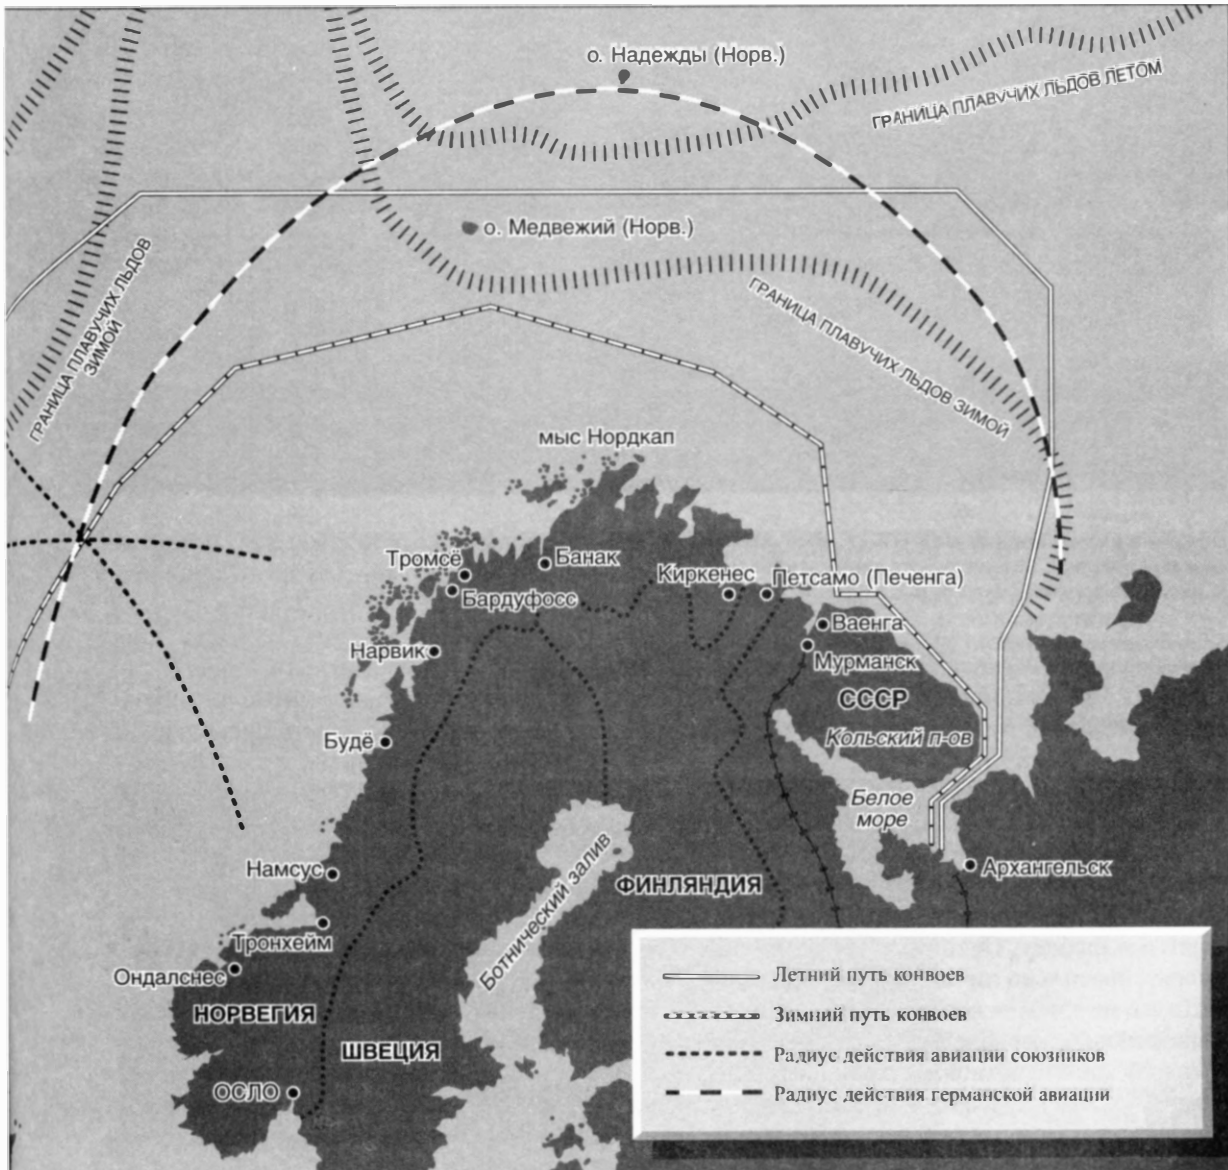 о. Надежды (Норв.)
ГРАНИЦА ПЛАВУЧИХ ЛЬДОВ ЛЕТОМ
о. Медвежий (Норв.)
ГРАНИЦА ПЛАВУЧИХ ЛЬДОВ
ЗИМОЙ
ГРАНИЦА ПЛАВУЧИХ ЛЬДОВ ЗИМОЙ
мыс Нордкап
Тромсё
Банак
Киркенес
Петсамо (Печенга)
Бардуфосс
Ваенга
Нарвик
Мурманск
СССР
Кольский п-ов
Будё
Белое
море
Намсус
Ботнический залив
ФИНЛЯНДИЯ
Архангельск
Тронхейм
Ондалснес
НОРВЕГИЯ
ШВЕЦИЯ
ОСЛО
Летний путь конвоев
Зимний путь конвоев
Радиус действия авиации союзников
Радиус действия германской авиации